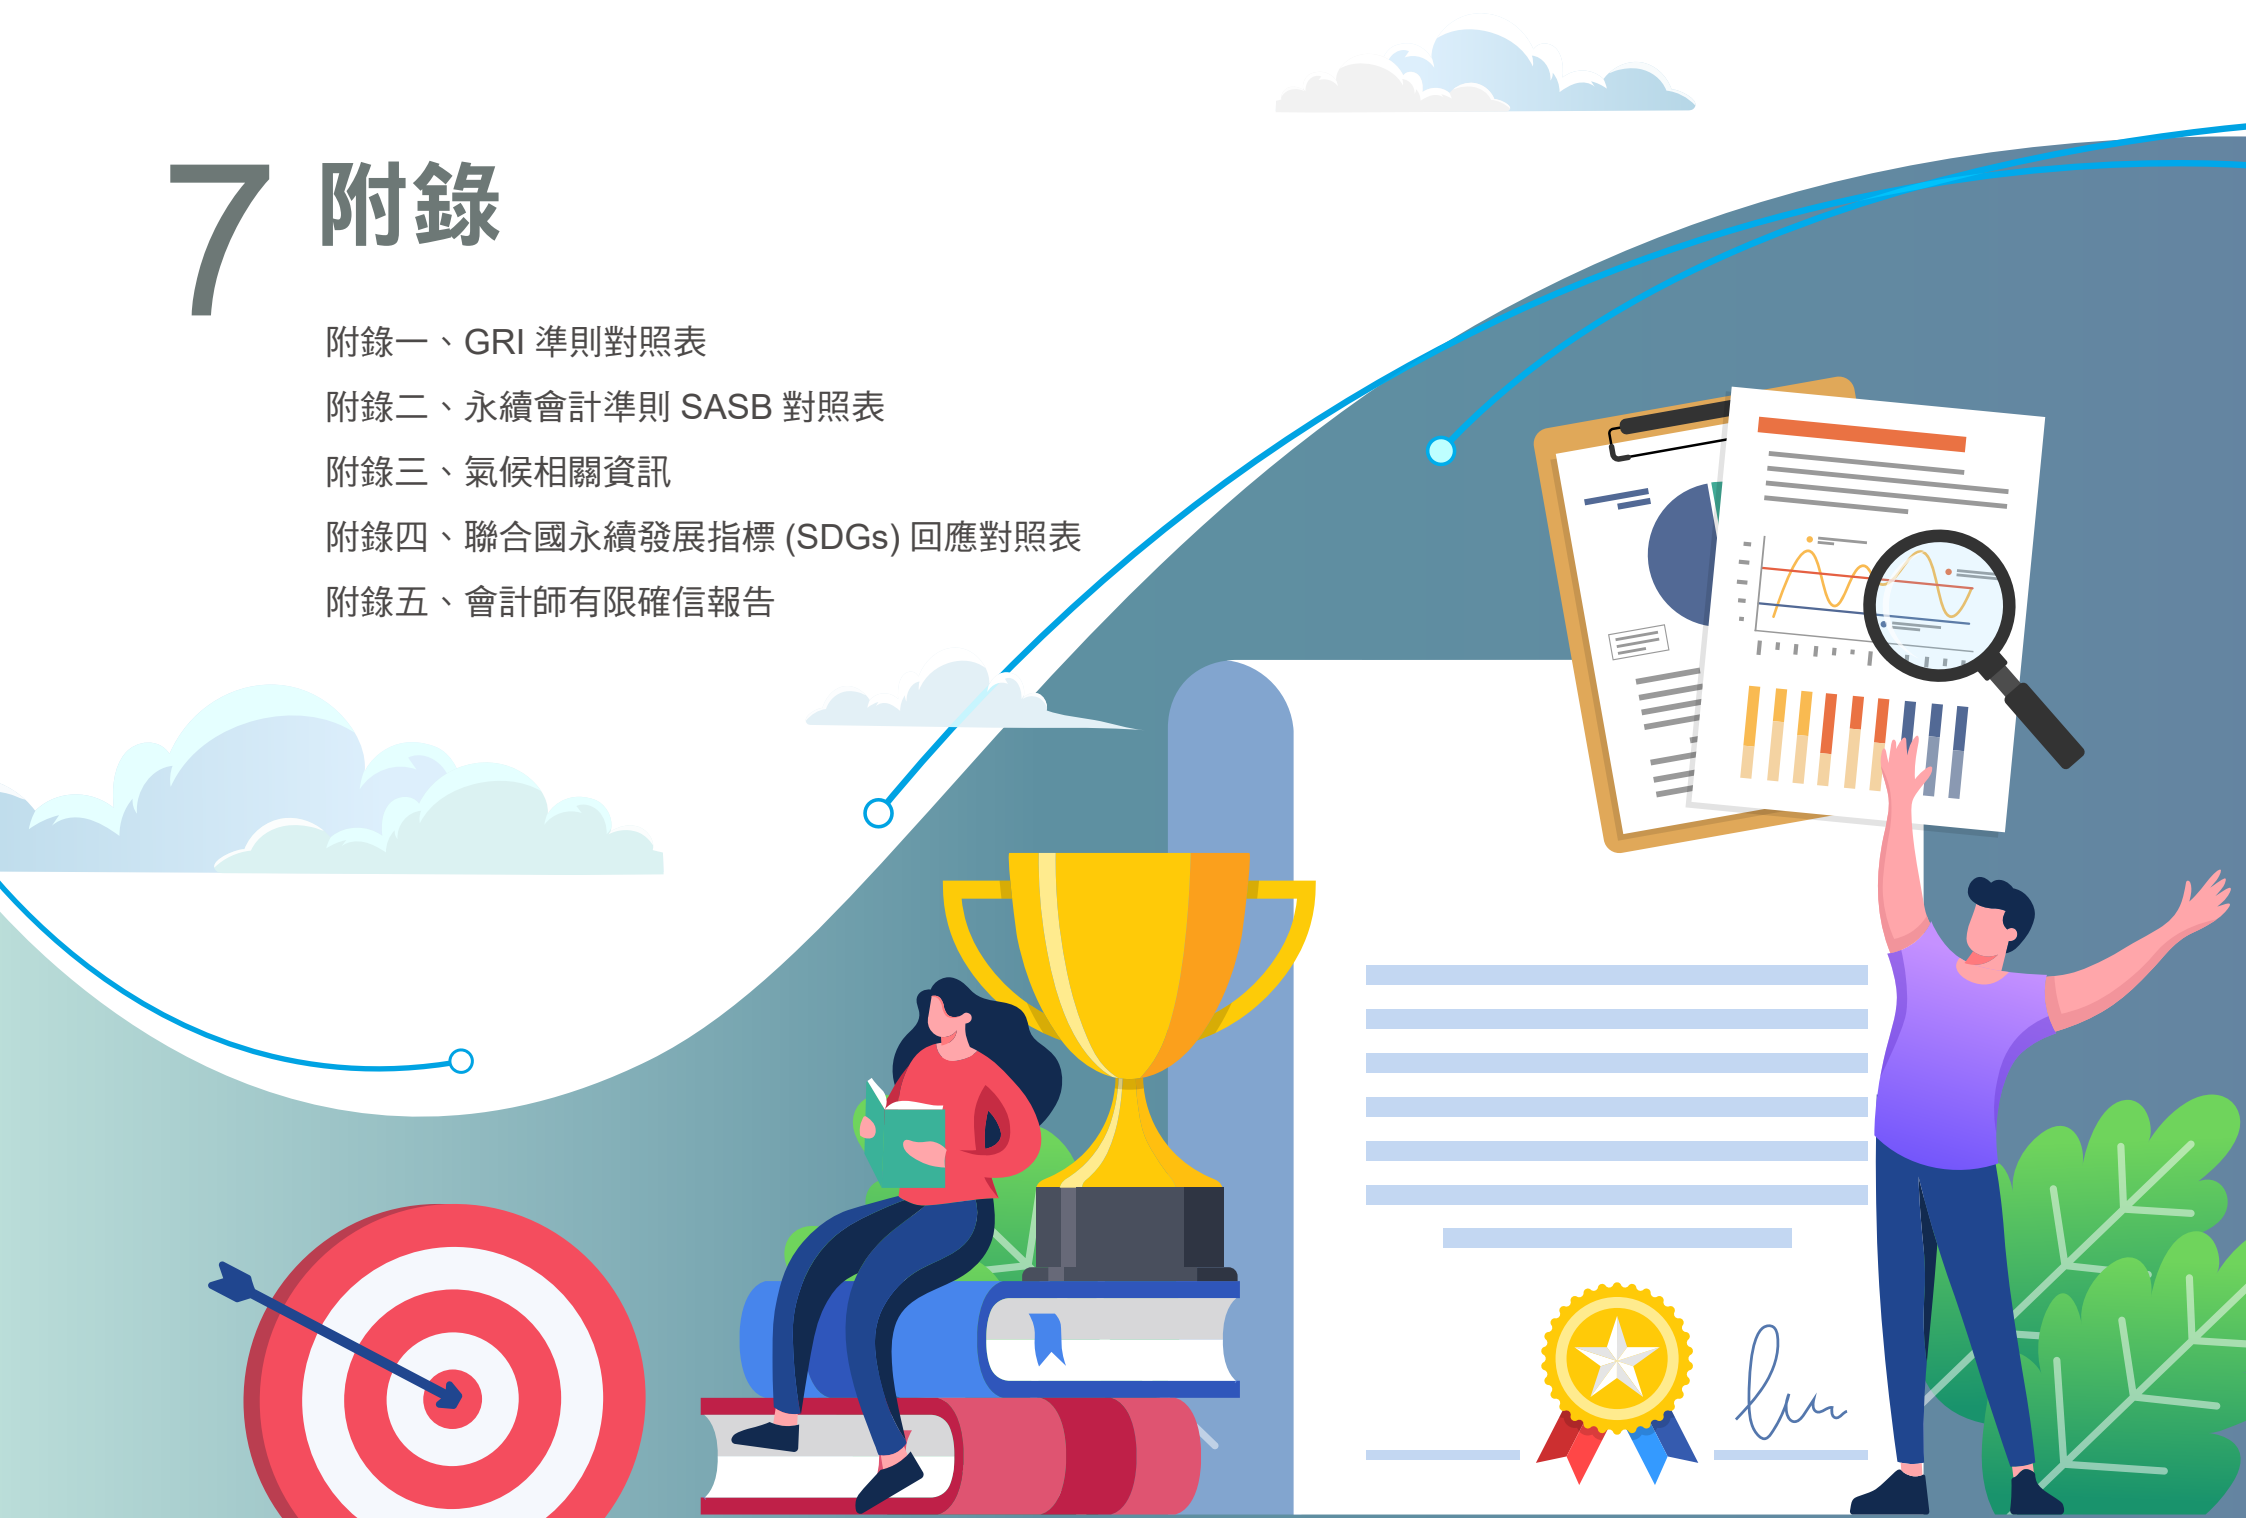 7 附錄
附錄一、GRI 準則對照表
附錄二、永續會計準則 SASB 對照表
附錄三、氣候相關資訊
附錄四、聯合國永續發展指標 (SDGs) 回應對照表
附錄五、會計師有限確信報告